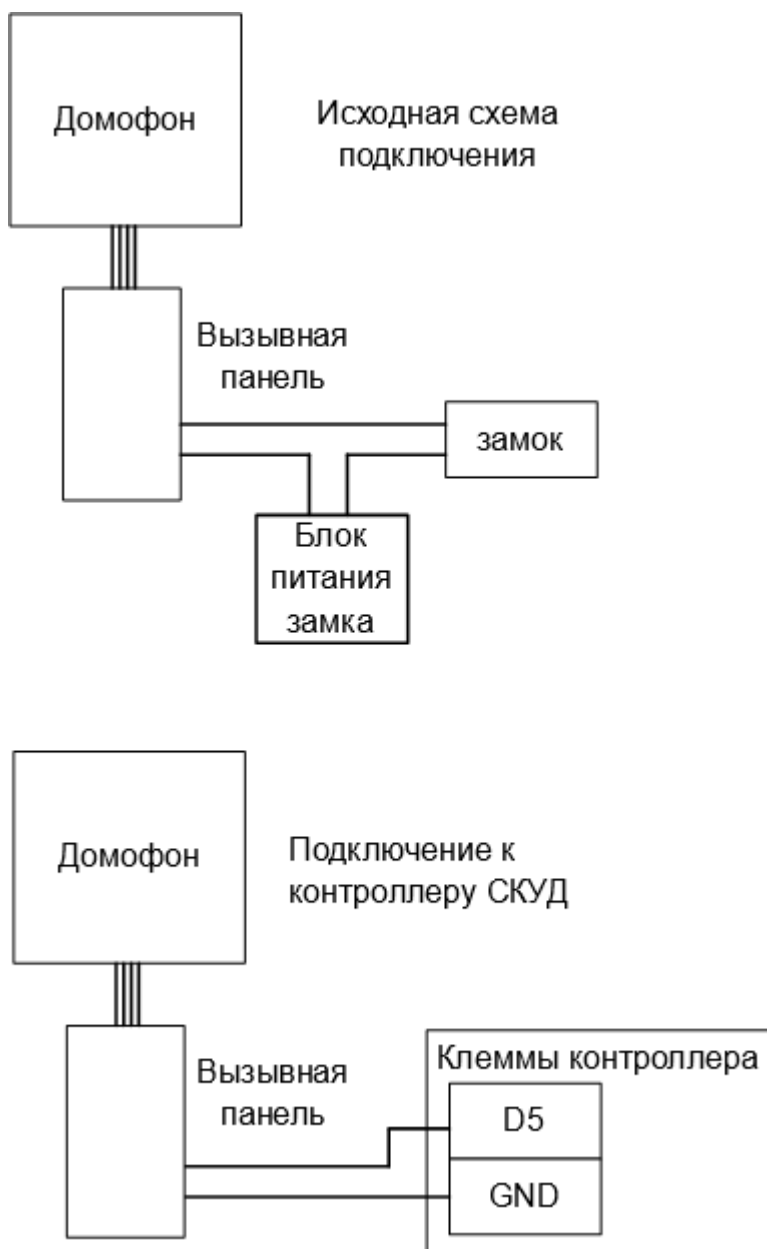 Домофон
Исходная схема
подключения
Вызывная
панель
замок
Блок
питания
замка
Домофон
Подключение к
контроллеру СКУД
Вызывная
панель
Клеммы контроллера
D5
GND